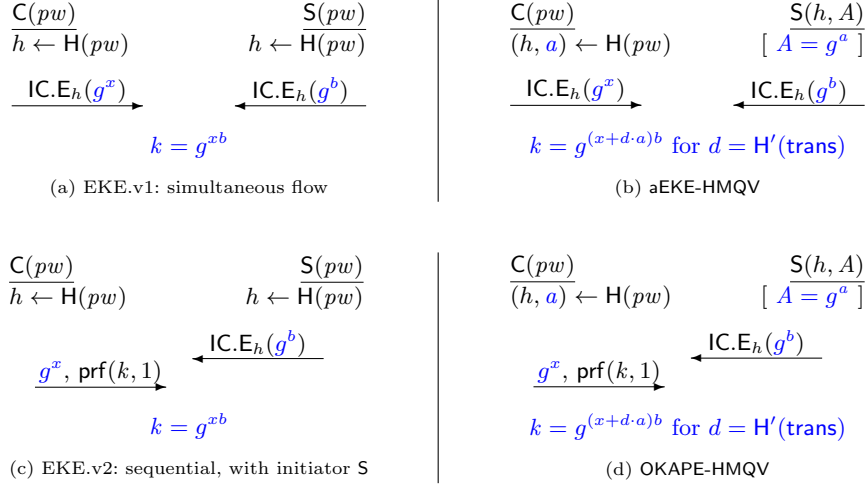 C(pw) S(pw)
h ← H(pw) h ← H(pw)
IC.E_h(g^x) IC.E_h(g^b)
k = g^{xb}
(a) EKE.v1: simultaneous flow
C(pw) S(h, A)
(h, a) ← H(pw) [ A = g^a ]
IC.E_h(g^x) IC.E_h(g^b)
k = g^{(x+d·a)b} for d = H′(trans)
(b) aEKE-HMQV
C(pw) S(pw)
h ← H(pw) h ← H(pw)
IC.E_h(g^b)
g^x, prf(k, 1)
k = g^{xb}
(c) EKE.v2: sequential, with initiator S
C(pw) S(h, A)
(h, a) ← H(pw) [ A = g^a ]
IC.E_h(g^b)
g^x, prf(k, 1)
k = g^{(x+d·a)b} for d = H′(trans)
(d) OKAPE-HMQV